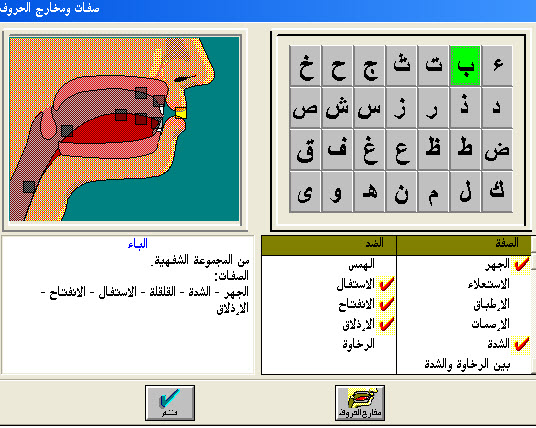 صفات ومخارج الحروف
ء ب ت ث ج ح خ
د ذ ر ز س ش ص
ض ط ظ ع غ ف ق
ك ل م ن هـ و ى
الباء
من المجموعة الشفهية.
الصفات:
الجهر - الشدة - القلقلة - الاستفال - الانفتاح -
الإذلاق
الصفة الضد
الجهر الهمس
الاستعلاء الاستفال
الإطباق الانفتاح
الإصمات الإذلاق
الشدة الرخاوة
بين الرخاوة والشدة
مخارج الحروف